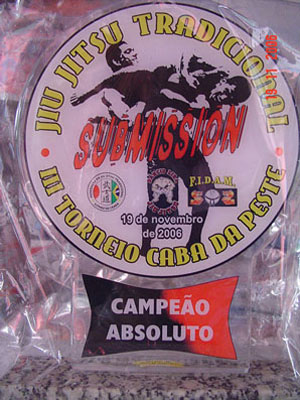 JIU JITSU TRADICIONAL
SUBMISSION
F.I.D.A.M.
19 de novembro
de 2006
III TORNEIO CABA DA PESTE
CAMPEÃO
ABSOLUTO